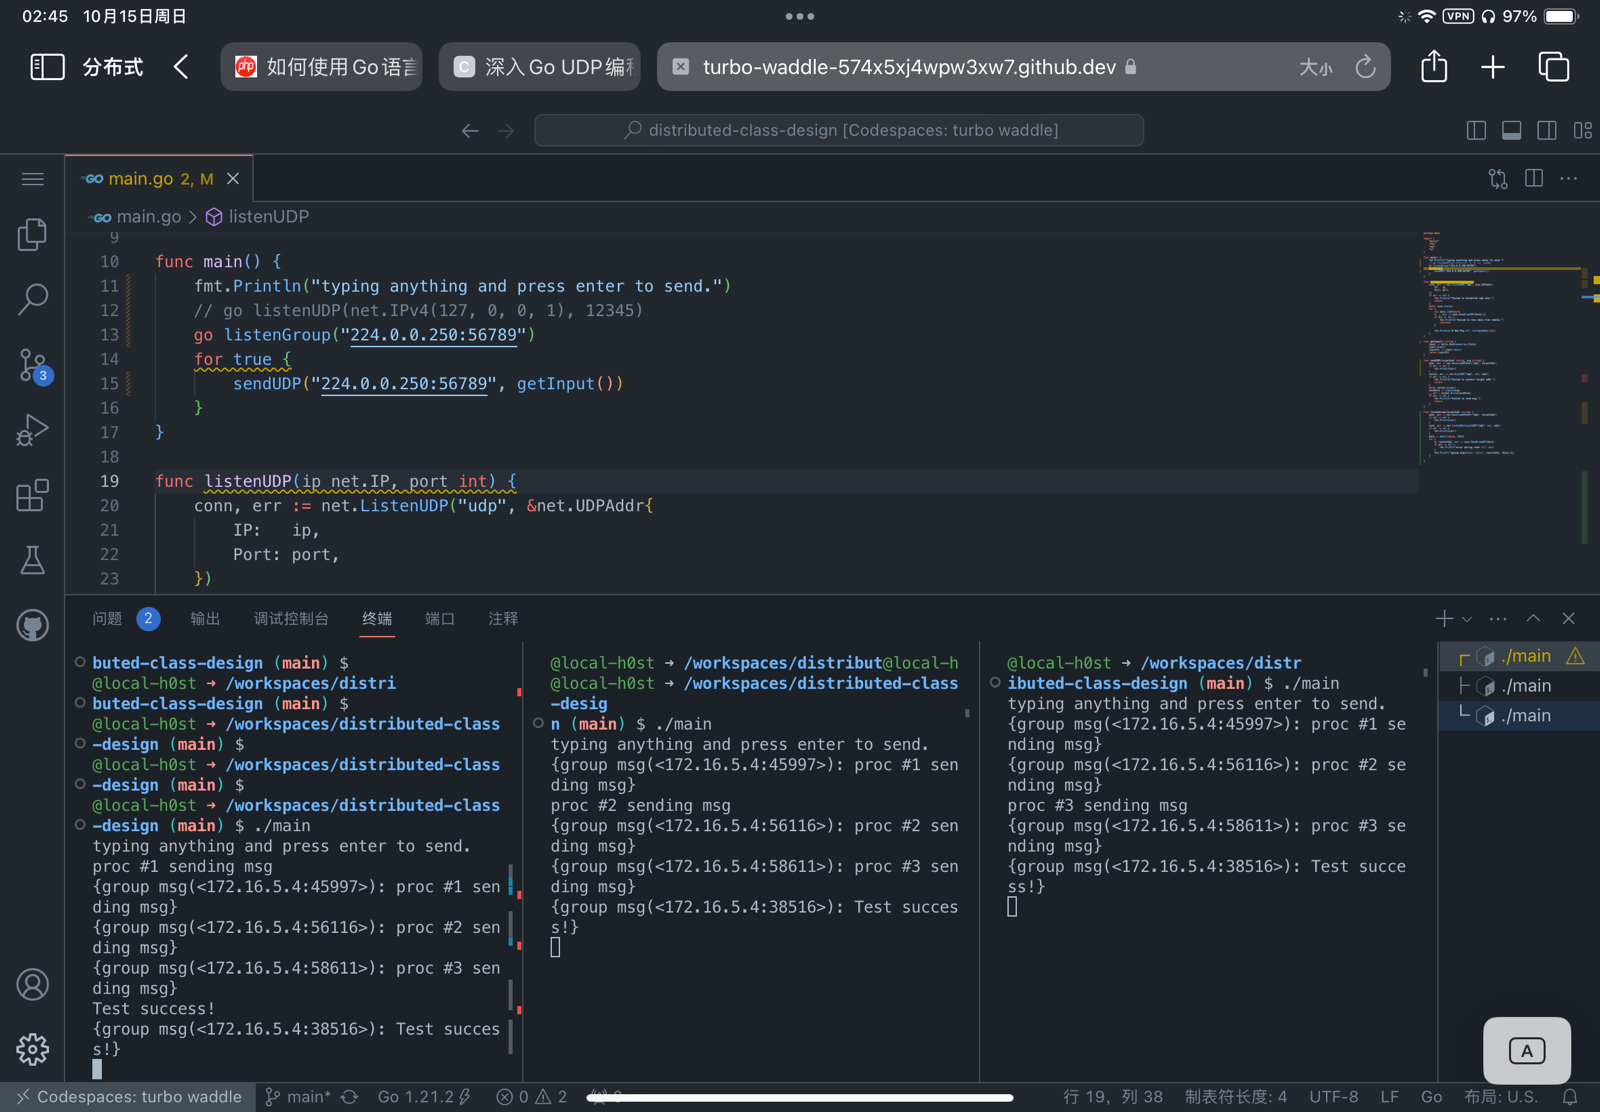 02:45 10月15日周日
VPN 97%
分布式
如何使用Go语言
深入Go UDP编程
turbo-waddle-574x5xj4wpw3xw7.github.dev
大小
distributed-class-design [Codespaces: turbo waddle]
main.go 2, M
main.go > listenUDP
9
10 func main() {
11 fmt.Println("typing anything and press enter to send.")
12 // go listenUDP(net.IPv4(127, 0, 0, 1), 12345)
13 go listenGroup("224.0.0.250:56789")
14 for true {
15 sendUDP("224.0.0.250:56789", getInput())
16 }
17 }
18
19 func listenUDP(ip net.IP, port int) {
20 conn, err := net.ListenUDP("udp", &net.UDPAddr{
21 IP: ip,
22 Port: port,
23 })
3
问题 2 输出 调试控制台 终端 端口 注释
buted-class-design (main) $
@local-h0st → /workspaces/distri
buted-class-design (main) $
@local-h0st → /workspaces/distributed-class
-design (main) $
@local-h0st → /workspaces/distributed-class
-design (main) $
@local-h0st → /workspaces/distributed-class
-design (main) $ ./main
typing anything and press enter to send.
proc #1 sending msg
{group msg(<172.16.5.4:45997>): proc #1 sen
ding msg}
{group msg(<172.16.5.4:56116>): proc #2 sen
ding msg}
{group msg(<172.16.5.4:58611>): proc #3 sen
ding msg}
Test success!
{group msg(<172.16.5.4:38516>): Test succes
s!}
@local-h0st → /workspaces/distribut@local-h
@local-h0st → /workspaces/distributed-class
-desig
n (main) $ ./main
typing anything and press enter to send.
{group msg(<172.16.5.4:45997>): proc #1 sen
ding msg}
proc #2 sending msg
{group msg(<172.16.5.4:56116>): proc #2 sen
ding msg}
{group msg(<172.16.5.4:58611>): proc #3 sen
ding msg}
{group msg(<172.16.5.4:38516>): Test succes
s!}
@local-h0st → /workspaces/distr
ibuted-class-design (main) $ ./main
typing anything and press enter to send.
{group msg(<172.16.5.4:45997>): proc #1 se
nding msg}
{group msg(<172.16.5.4:56116>): proc #2 se
nding msg}
proc #3 sending msg
{group msg(<172.16.5.4:58611>): proc #3 se
nding msg}
{group msg(<172.16.5.4:38516>): Test succe
ss!}
./main
./main
./main
A
Codespaces: turbo waddle main* Go 1.21.2 0 2 行 19，列 38 制表符长度: 4 UTF-8 LF Go 布局: U.S.